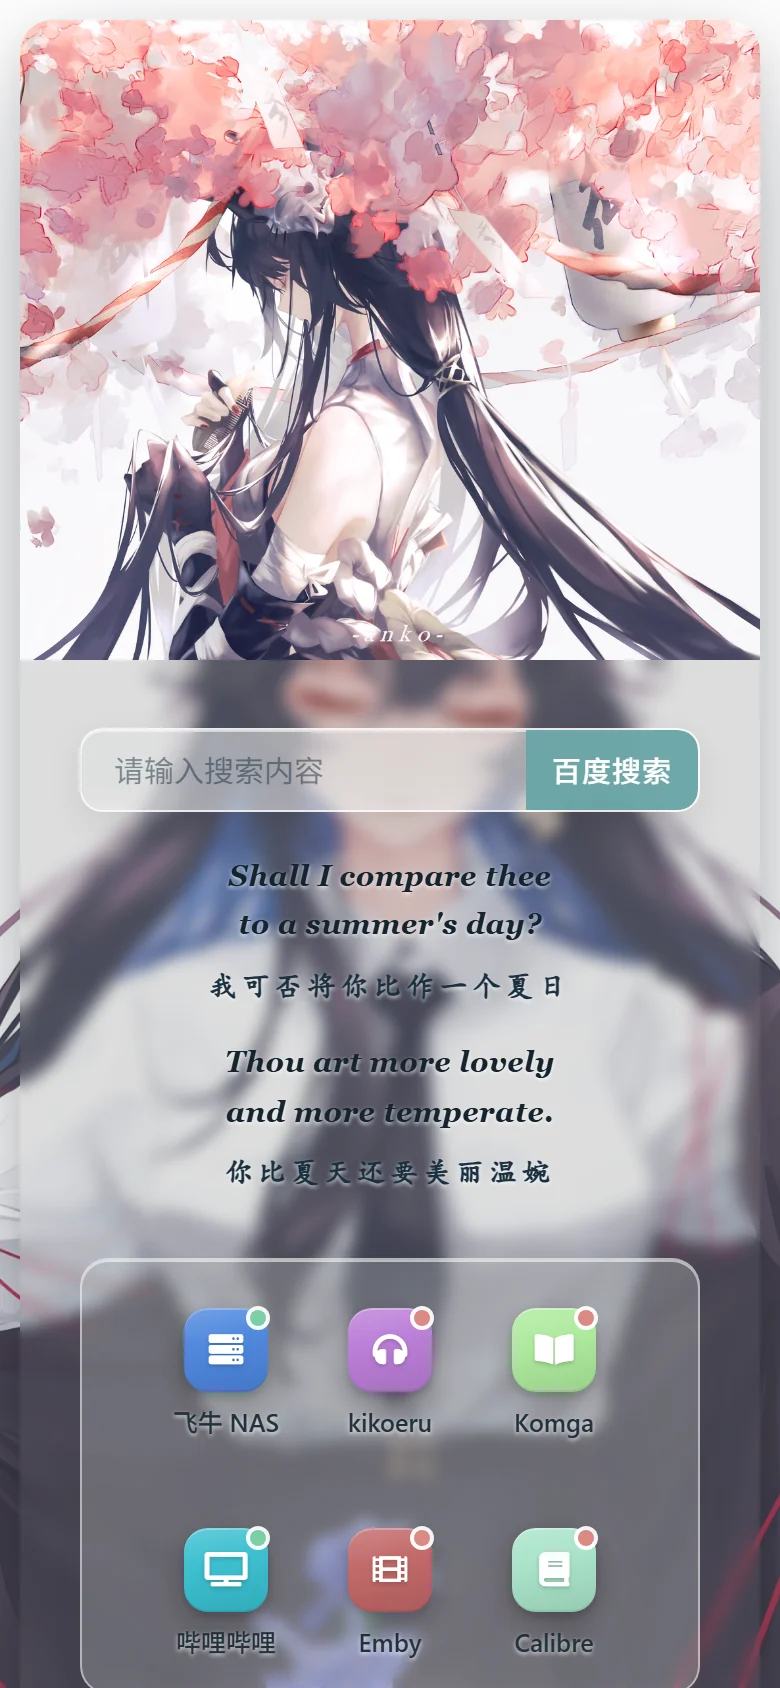 -anko-
请输入搜索内容
百度搜索
Shall I compare thee
to a summer's day?
我可否将你比作一个夏日
Thou art more lovely
and more temperate.
你比夏天还要美丽温婉
飞牛 NAS
kikoeru
Komga
哔哩哔哩
Emby
Calibre